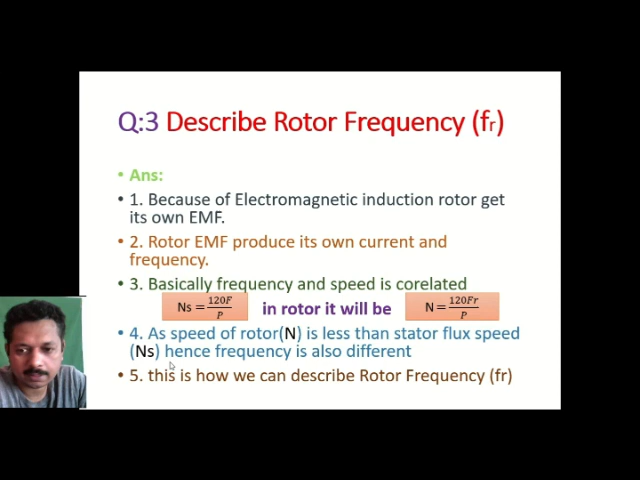 Q:3 Describe Rotor Frequency (fr)
• Ans:
• 1. Because of Electromagnetic induction rotor get
its own EMF.
• 2. Rotor EMF produce its own current and
frequency.
• 3. Basically frequency and speed is corelated
Ns = 120F/P in rotor it will be N = 120Fr/P
• 4. As speed of rotor(N) is less than stator flux speed
(Ns) hence frequency is also different
• 5. this is how we can describe Rotor Frequency (fr)